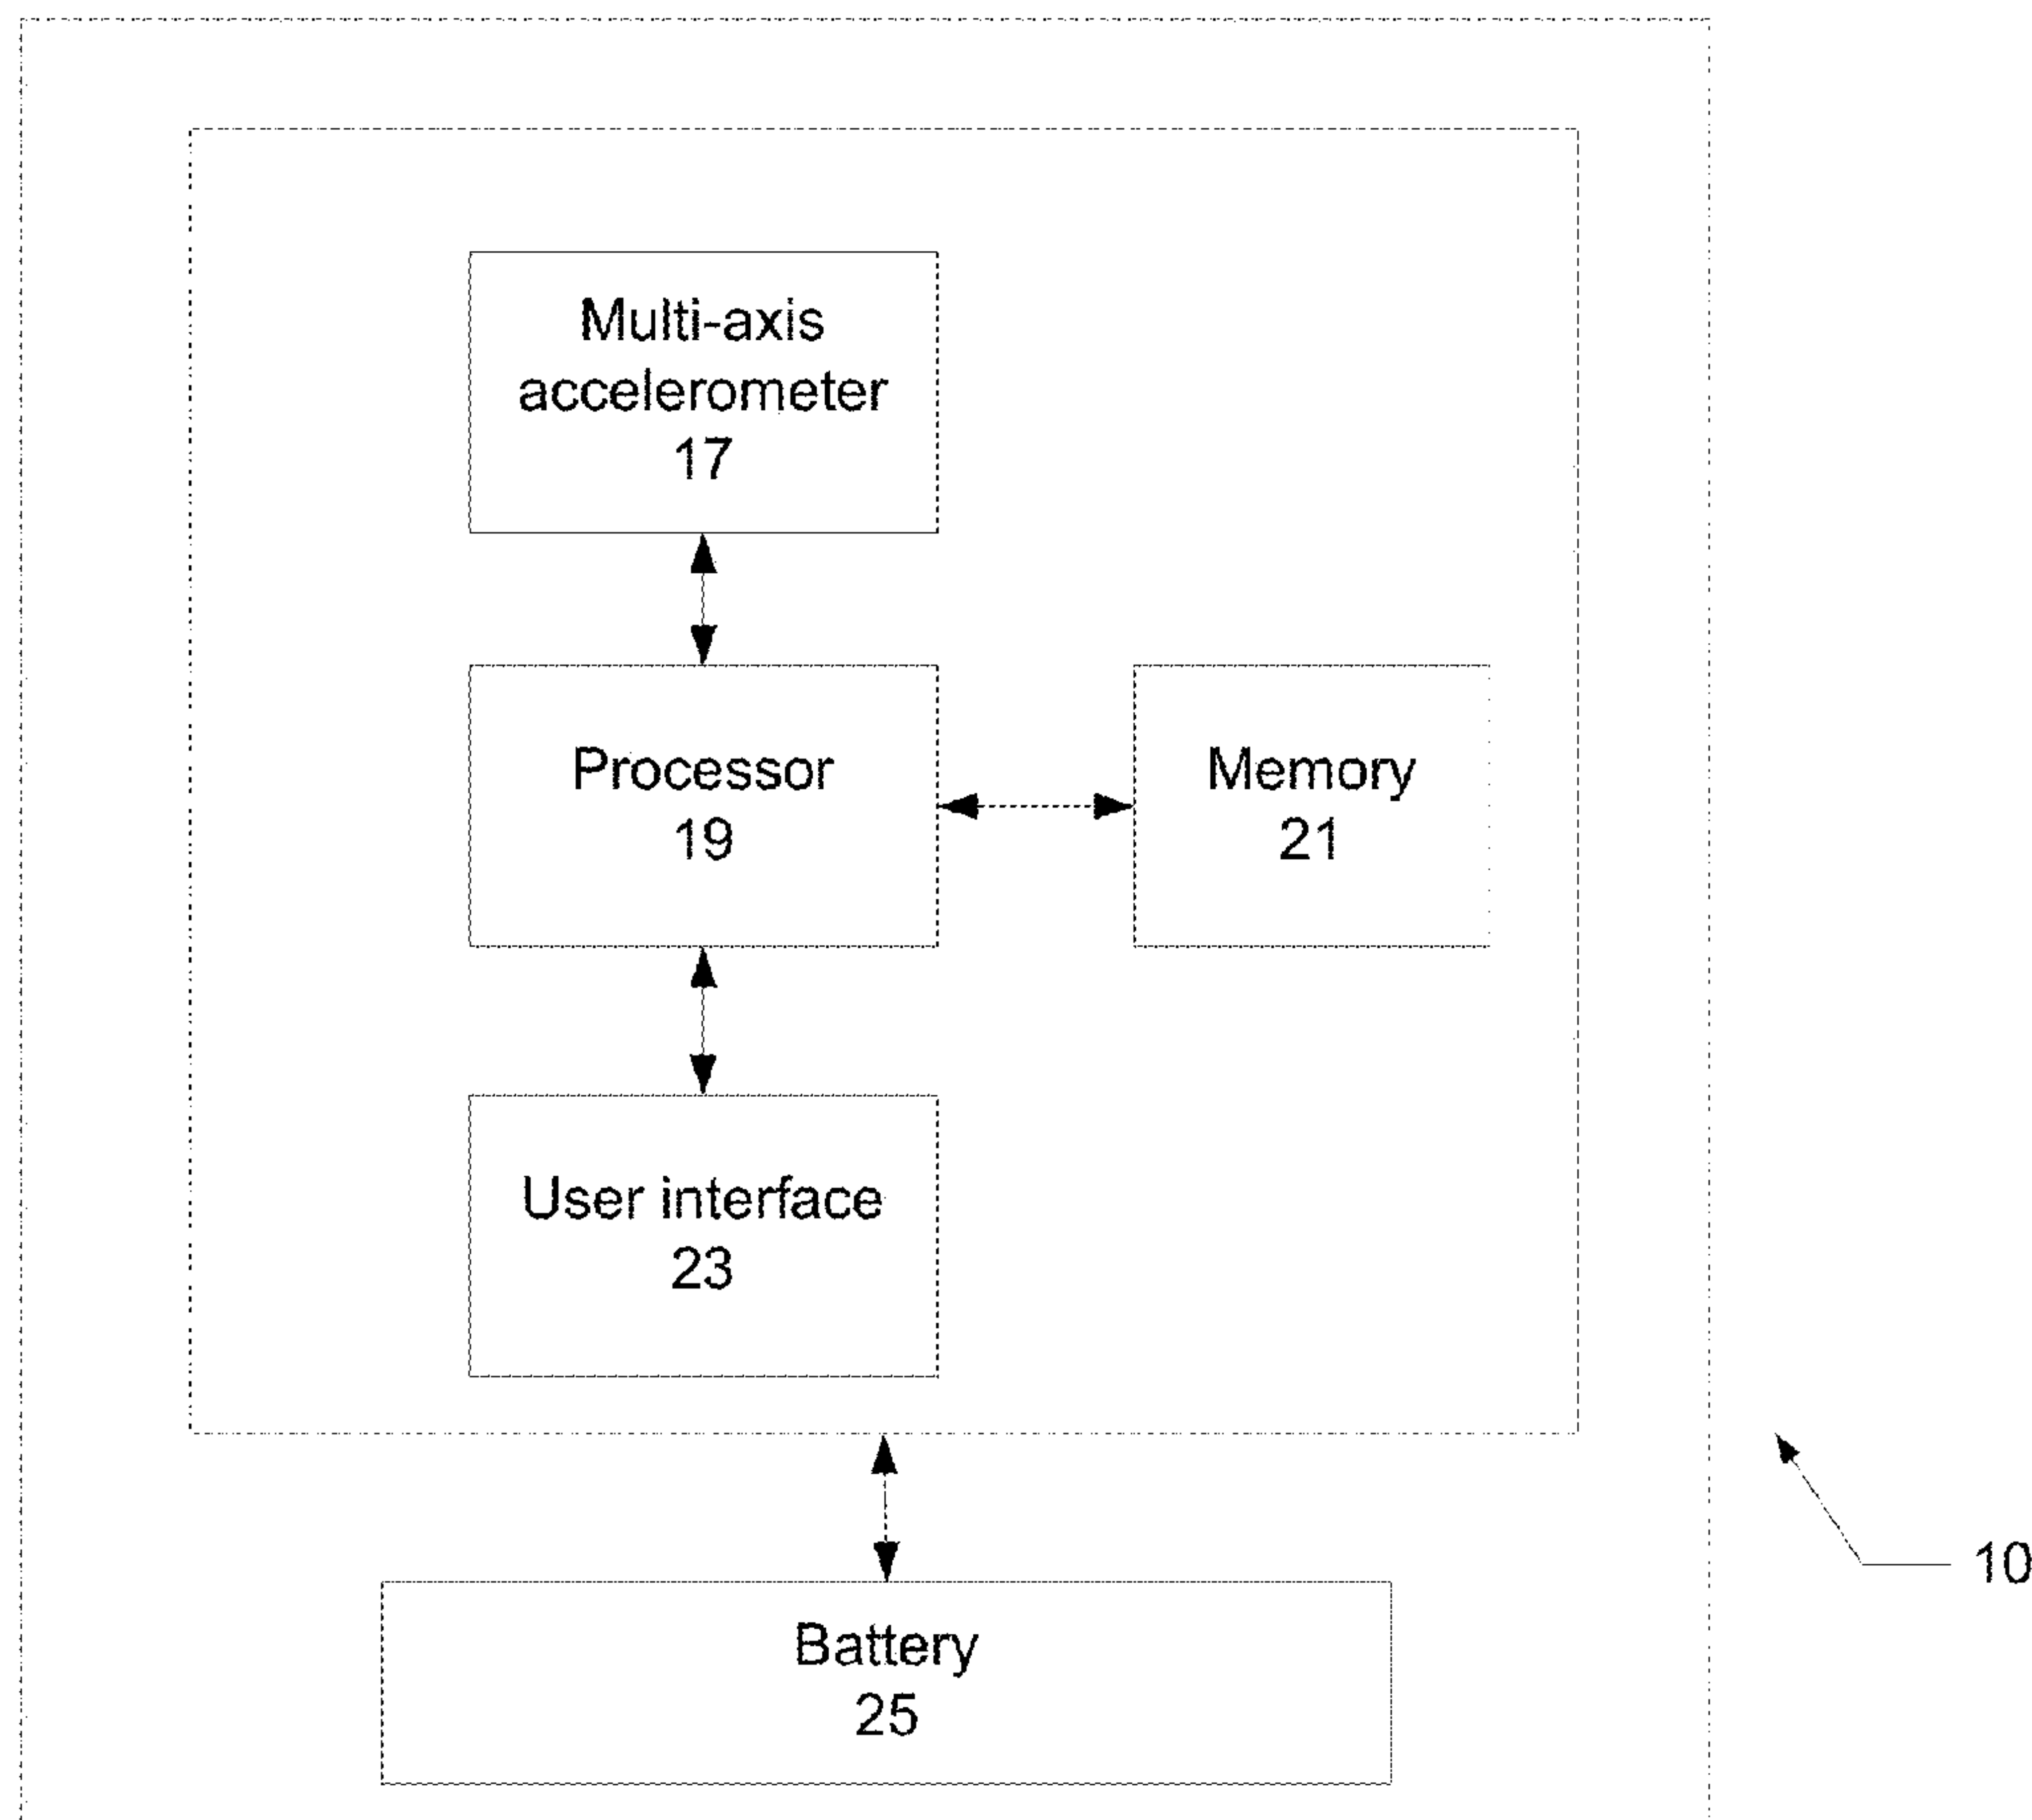 Multi-axis
accelerometer
17
Processor
19
Memory
21
User interface
23
10
Battery
25